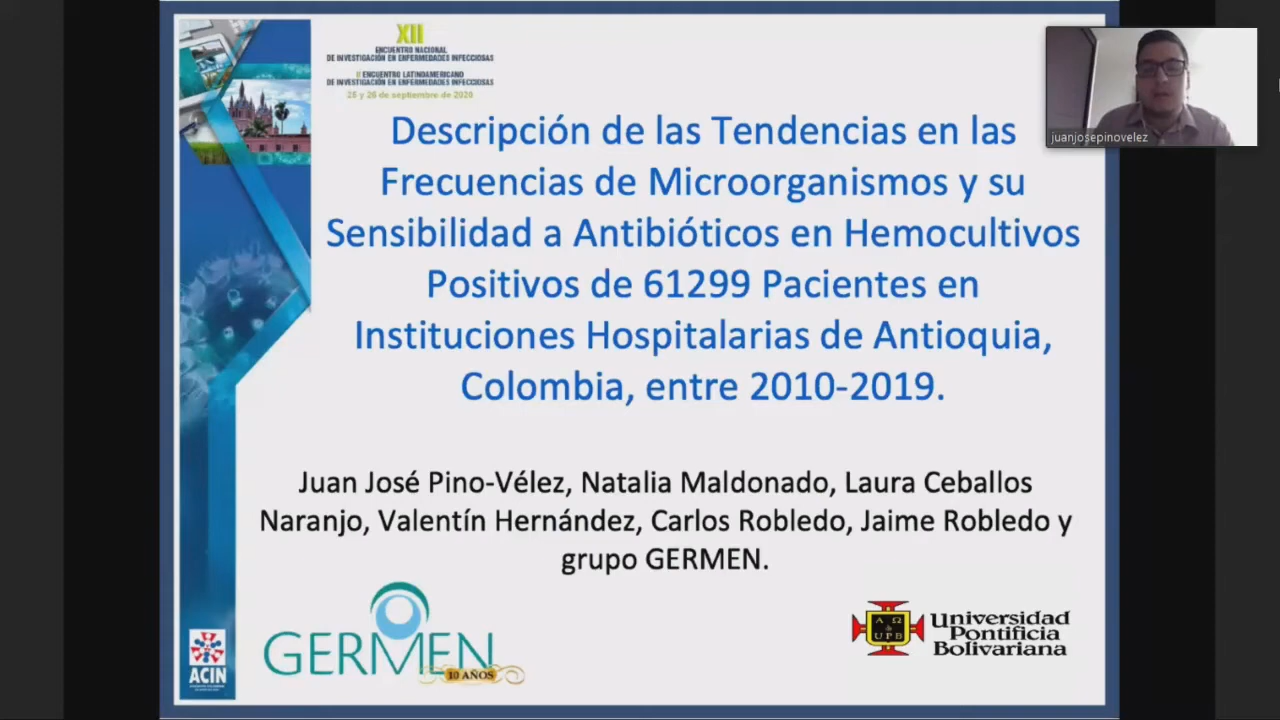 XII
ENCUENTRO NACIONAL
DE INVESTIGACIÓN EN ENFERMEDADES INFECCIOSAS
II ENCUENTRO LATINOAMERICANO
DE INVESTIGACIÓN EN ENFERMEDADES INFECCIOSAS
25 y 26 de septiembre de 2020
juanjosepinovelez
Descripción de las Tendencias en las
Frecuencias de Microorganismos y su
Sensibilidad a Antibióticos en Hemocultivos
Positivos de 61299 Pacientes en
Instituciones Hospitalarias de Antioquia,
Colombia, entre 2010-2019.
Juan José Pino-Vélez, Natalia Maldonado, Laura Ceballos
Naranjo, Valentín Hernández, Carlos Robledo, Jaime Robledo y
grupo GERMEN.
ACIN
GERMEN
10 AÑOS
Α Ω
de
UPB
Universidad
Pontificia
Bolivariana